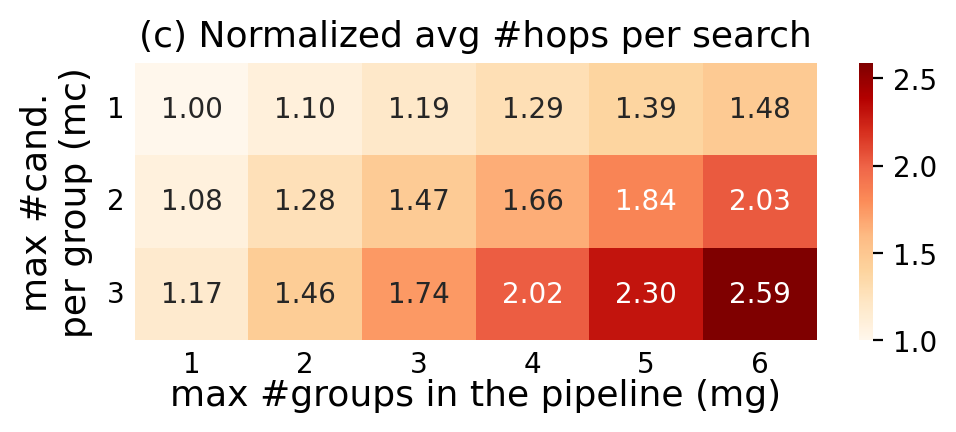 (c) Normalized avg #hops per search
max #cand.
per group (mc)
1 1.00 1.10 1.19 1.29 1.39 1.48
2 1.08 1.28 1.47 1.66 1.84 2.03
3 1.17 1.46 1.74 2.02 2.30 2.59
1 2 3 4 5 6
max #groups in the pipeline (mg)
2.5
2.0
1.5
1.0